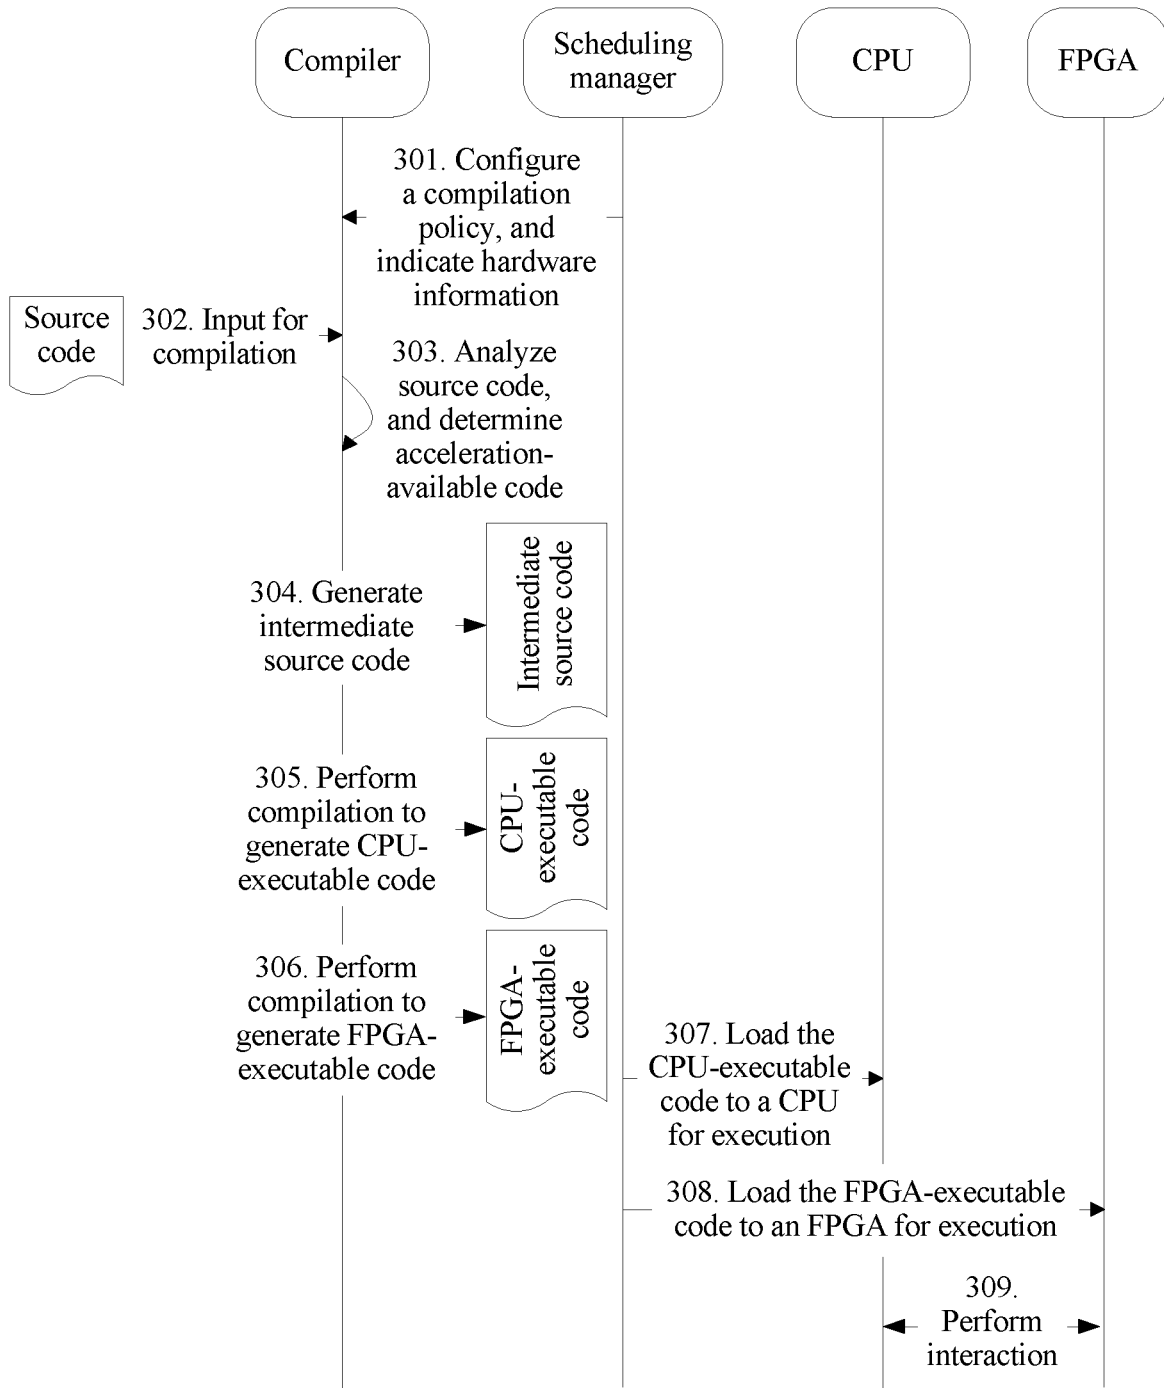 Compiler
Scheduling
manager
CPU
FPGA
301. Configure
a compilation
policy, and
indicate hardware
information
Source
code
302. Input for
compilation
303. Analyze
source code,
and determine
acceleration-
available code
304. Generate
intermediate
source code
Intermediate
source code
305. Perform
compilation to
generate CPU-
executable code
CPU-
executable
code
306. Perform
compilation to
generate FPGA-
executable code
FPGA-
executable
code
307. Load the
CPU-executable
code to a CPU
for execution
308. Load the FPGA-executable
code to an FPGA for execution
309.
Perform
interaction